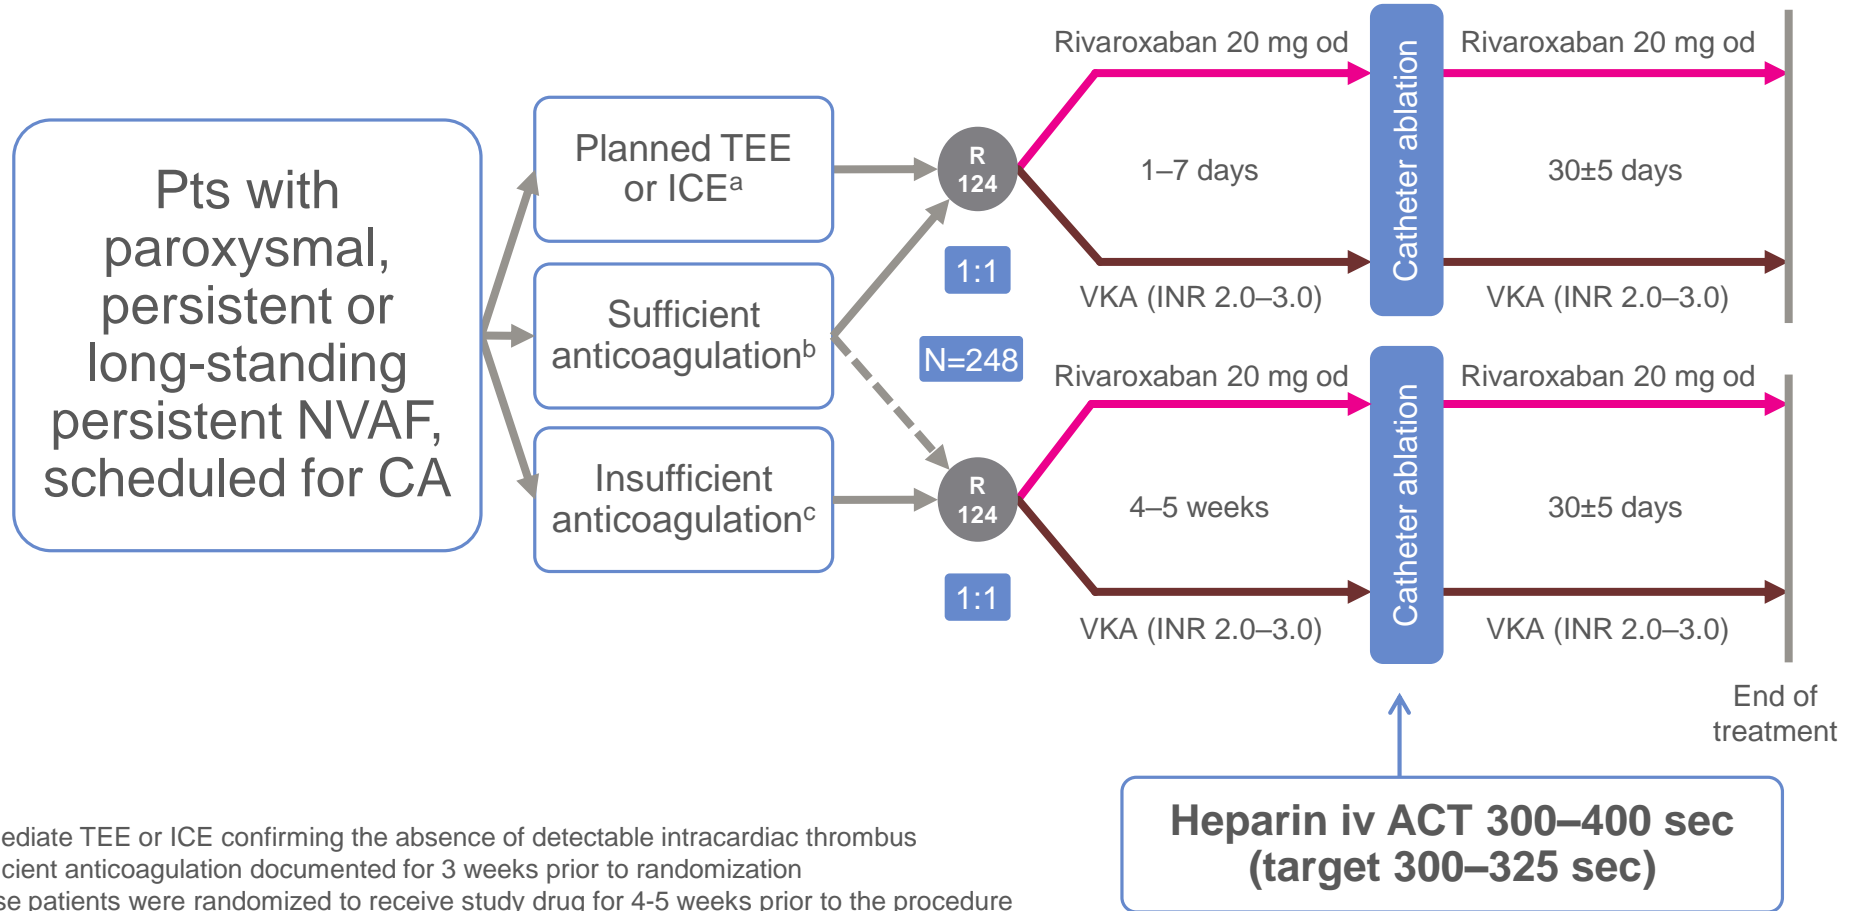 Pts with
paroxysmal,
persistent or
long-standing
persistent NVAF,
scheduled for CA
Planned TEE
or ICEᵃ
Sufficient
anticoagulationᵇ
Insufficient
anticoagulationᶜ
R
124
1:1
N=248
R
124
1:1
Rivaroxaban 20 mg od
1–7 days
VKA (INR 2.0–3.0)
Catheter ablation
Rivaroxaban 20 mg od
30±5 days
VKA (INR 2.0–3.0)
Rivaroxaban 20 mg od
4–5 weeks
VKA (INR 2.0–3.0)
Catheter ablation
Rivaroxaban 20 mg od
30±5 days
VKA (INR 2.0–3.0)
End of
treatment
Heparin iv ACT 300–400 sec
(target 300–325 sec)
TEE or ICE confirming the absence of detectable intracardiac thrombus
anticoagulation documented for 3 weeks prior to randomization
patients were randomized to receive study drug for 4-5 weeks prior to the procedure